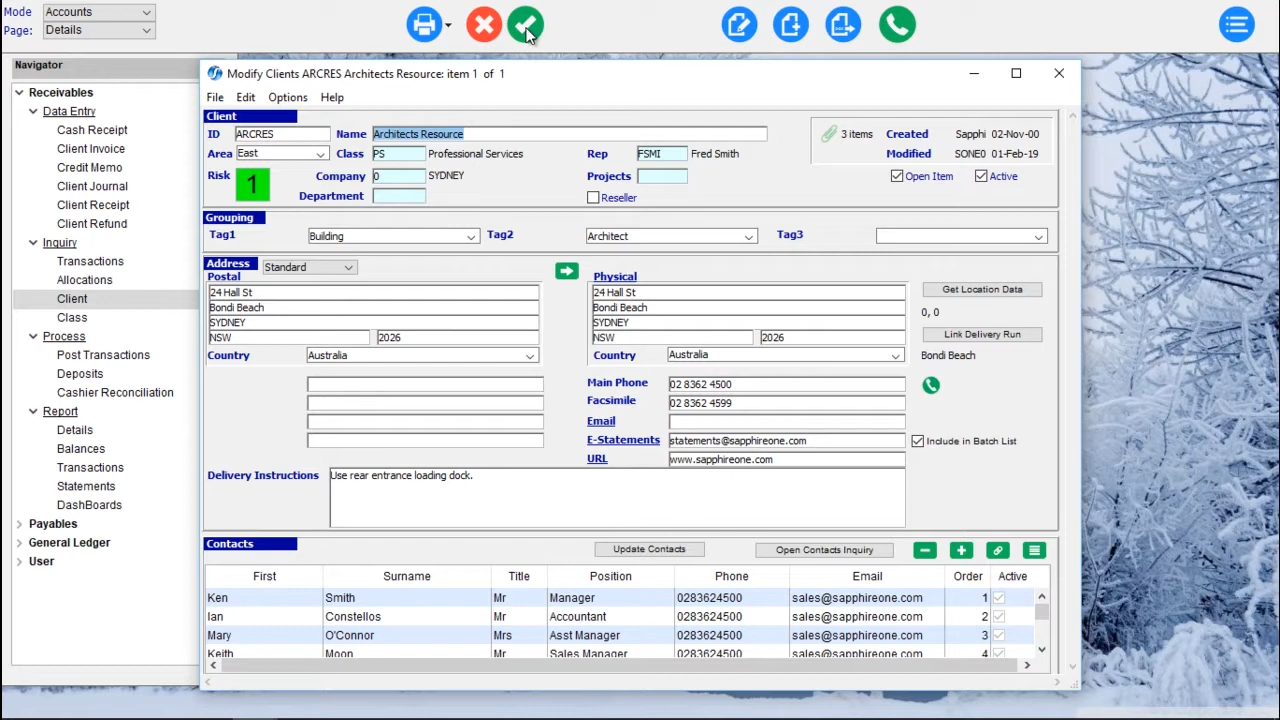 Mode Accounts
Page: Details
Navigator
Receivables
Data Entry
Cash Receipt
Client Invoice
Credit Memo
Client Journal
Client Receipt
Client Refund
Inquiry
Transactions
Allocations
Client
Class
Process
Post Transactions
Deposits
Cashier Reconciliation
Report
Details
Balances
Transactions
Statements
DashBoards
Payables
General Ledger
User
Modify Clients ARCRES Architects Resource: item 1 of 1
File Edit Options Help
Client
ID ARCRES Name Architects Resource 3 items Created Sapphi 02-Nov-00
Area East Class PS Professional Services Rep FSMI Fred Smith Modified SONE0 01-Feb-19
Risk 1 Company 0 SYDNEY Projects Open Item Active
Department Reseller
Grouping
Tag1 Building Tag2 Architect Tag3
Address Standard
Postal Physical
24 Hall St 24 Hall St Get Location Data
Bondi Beach Bondi Beach 0, 0
SYDNEY SYDNEY
NSW 2026 NSW 2026 Link Delivery Run
Country Australia Country Australia Bondi Beach
Main Phone 02 8362 4500
Facsimile 02 8362 4599
Email
E-Statements statements@sapphireone.com Include in Batch List
URL www.sapphireone.com
Delivery Instructions Use rear entrance loading dock.
Contacts Update Contacts Open Contacts Inquiry
First Surname Title Position Phone Email Order Active
Ken Smith Mr Manager 0283624500 sales@sapphireone.com 1
Ian Constellos Mr Accountant 0283624500 sales@sapphireone.com 2
Mary O'Connor Mrs Asst Manager 0283624500 sales@sapphireone.com 3
Keith Moon Mr Sales Manager 0283624500 sales@sapphireone.com 4